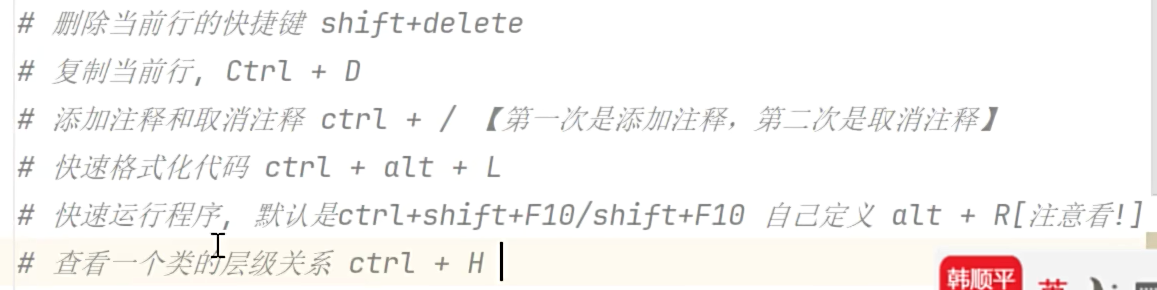 # 删除当前行的快捷键 shift+delete
# 复制当前行, Ctrl + D
# 添加注释和取消注释 ctrl + / 【第一次是添加注释，第二次是取消注释】
# 快速格式化代码 ctrl + alt + L
# 快速运行程序, 默认是ctrl+shift+F10/shift+F10 自己定义 alt + R[注意看!]
# 查看一个类的层级关系 ctrl + H
韩顺平